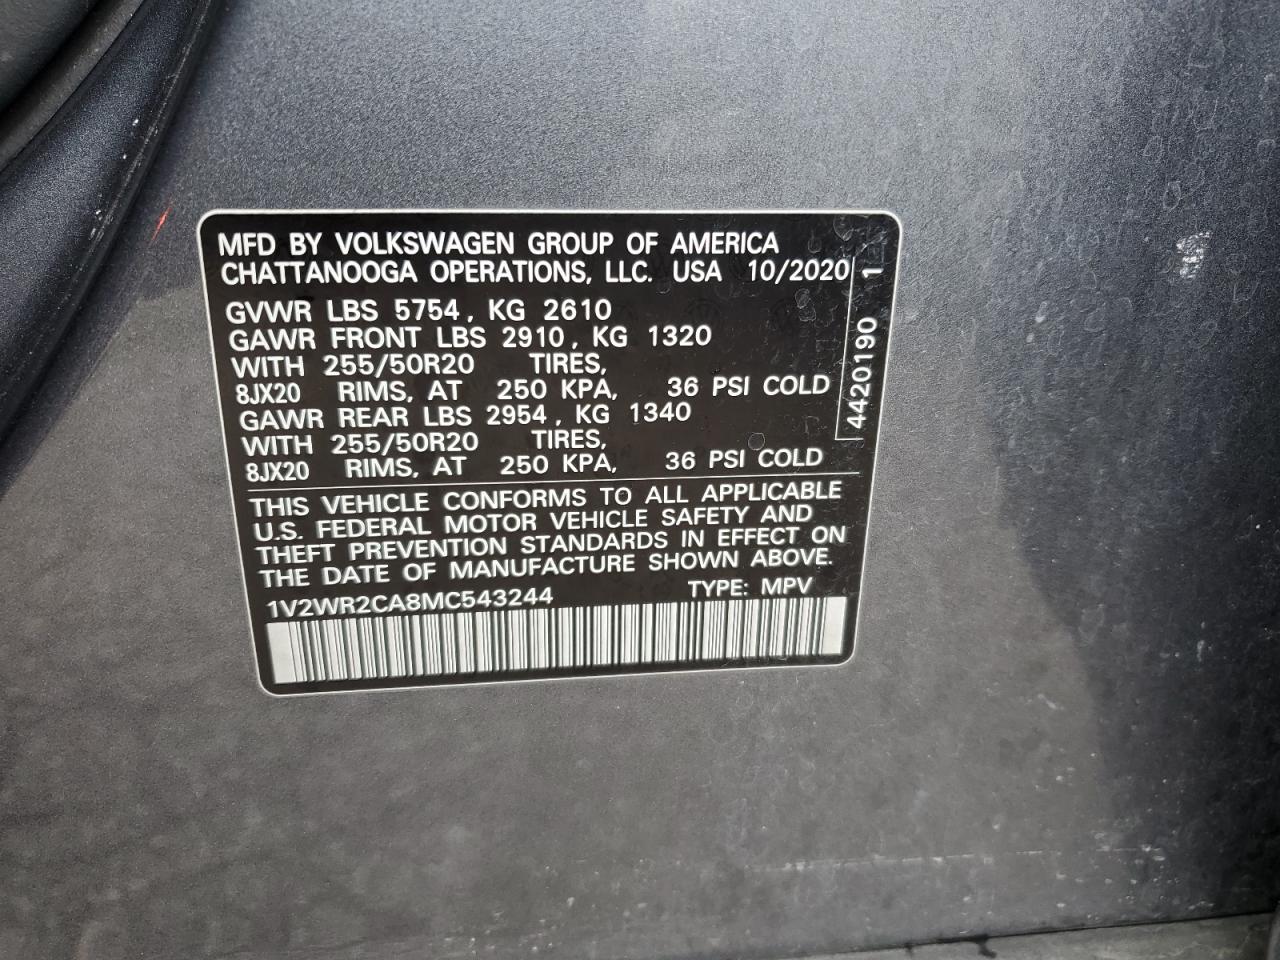 MFD BY VOLKSWAGEN GROUP OF AMERICA
CHATTANOOGA OPERATIONS, LLC. USA 10/2020
GVWR LBS 5754, KG 2610
GAWR FRONT LBS 2910, KG 1320
WITH 255/50R20 TIRES,
8JX20 RIMS, AT 250 KPA, 36 PSI COLD
GAWR REAR LBS 2954, KG 1340
WITH 255/50R20 TIRES,
8JX20 RIMS, AT 250 KPA, 36 PSI COLD
THIS VEHICLE CONFORMS TO ALL APPLICABLE
U.S. FEDERAL MOTOR VEHICLE SAFETY AND
THEFT PREVENTION STANDARDS IN EFFECT ON
THE DATE OF MANUFACTURE SHOWN ABOVE.
1V2WR2CA8MC543244 TYPE: MPV
4420190 1